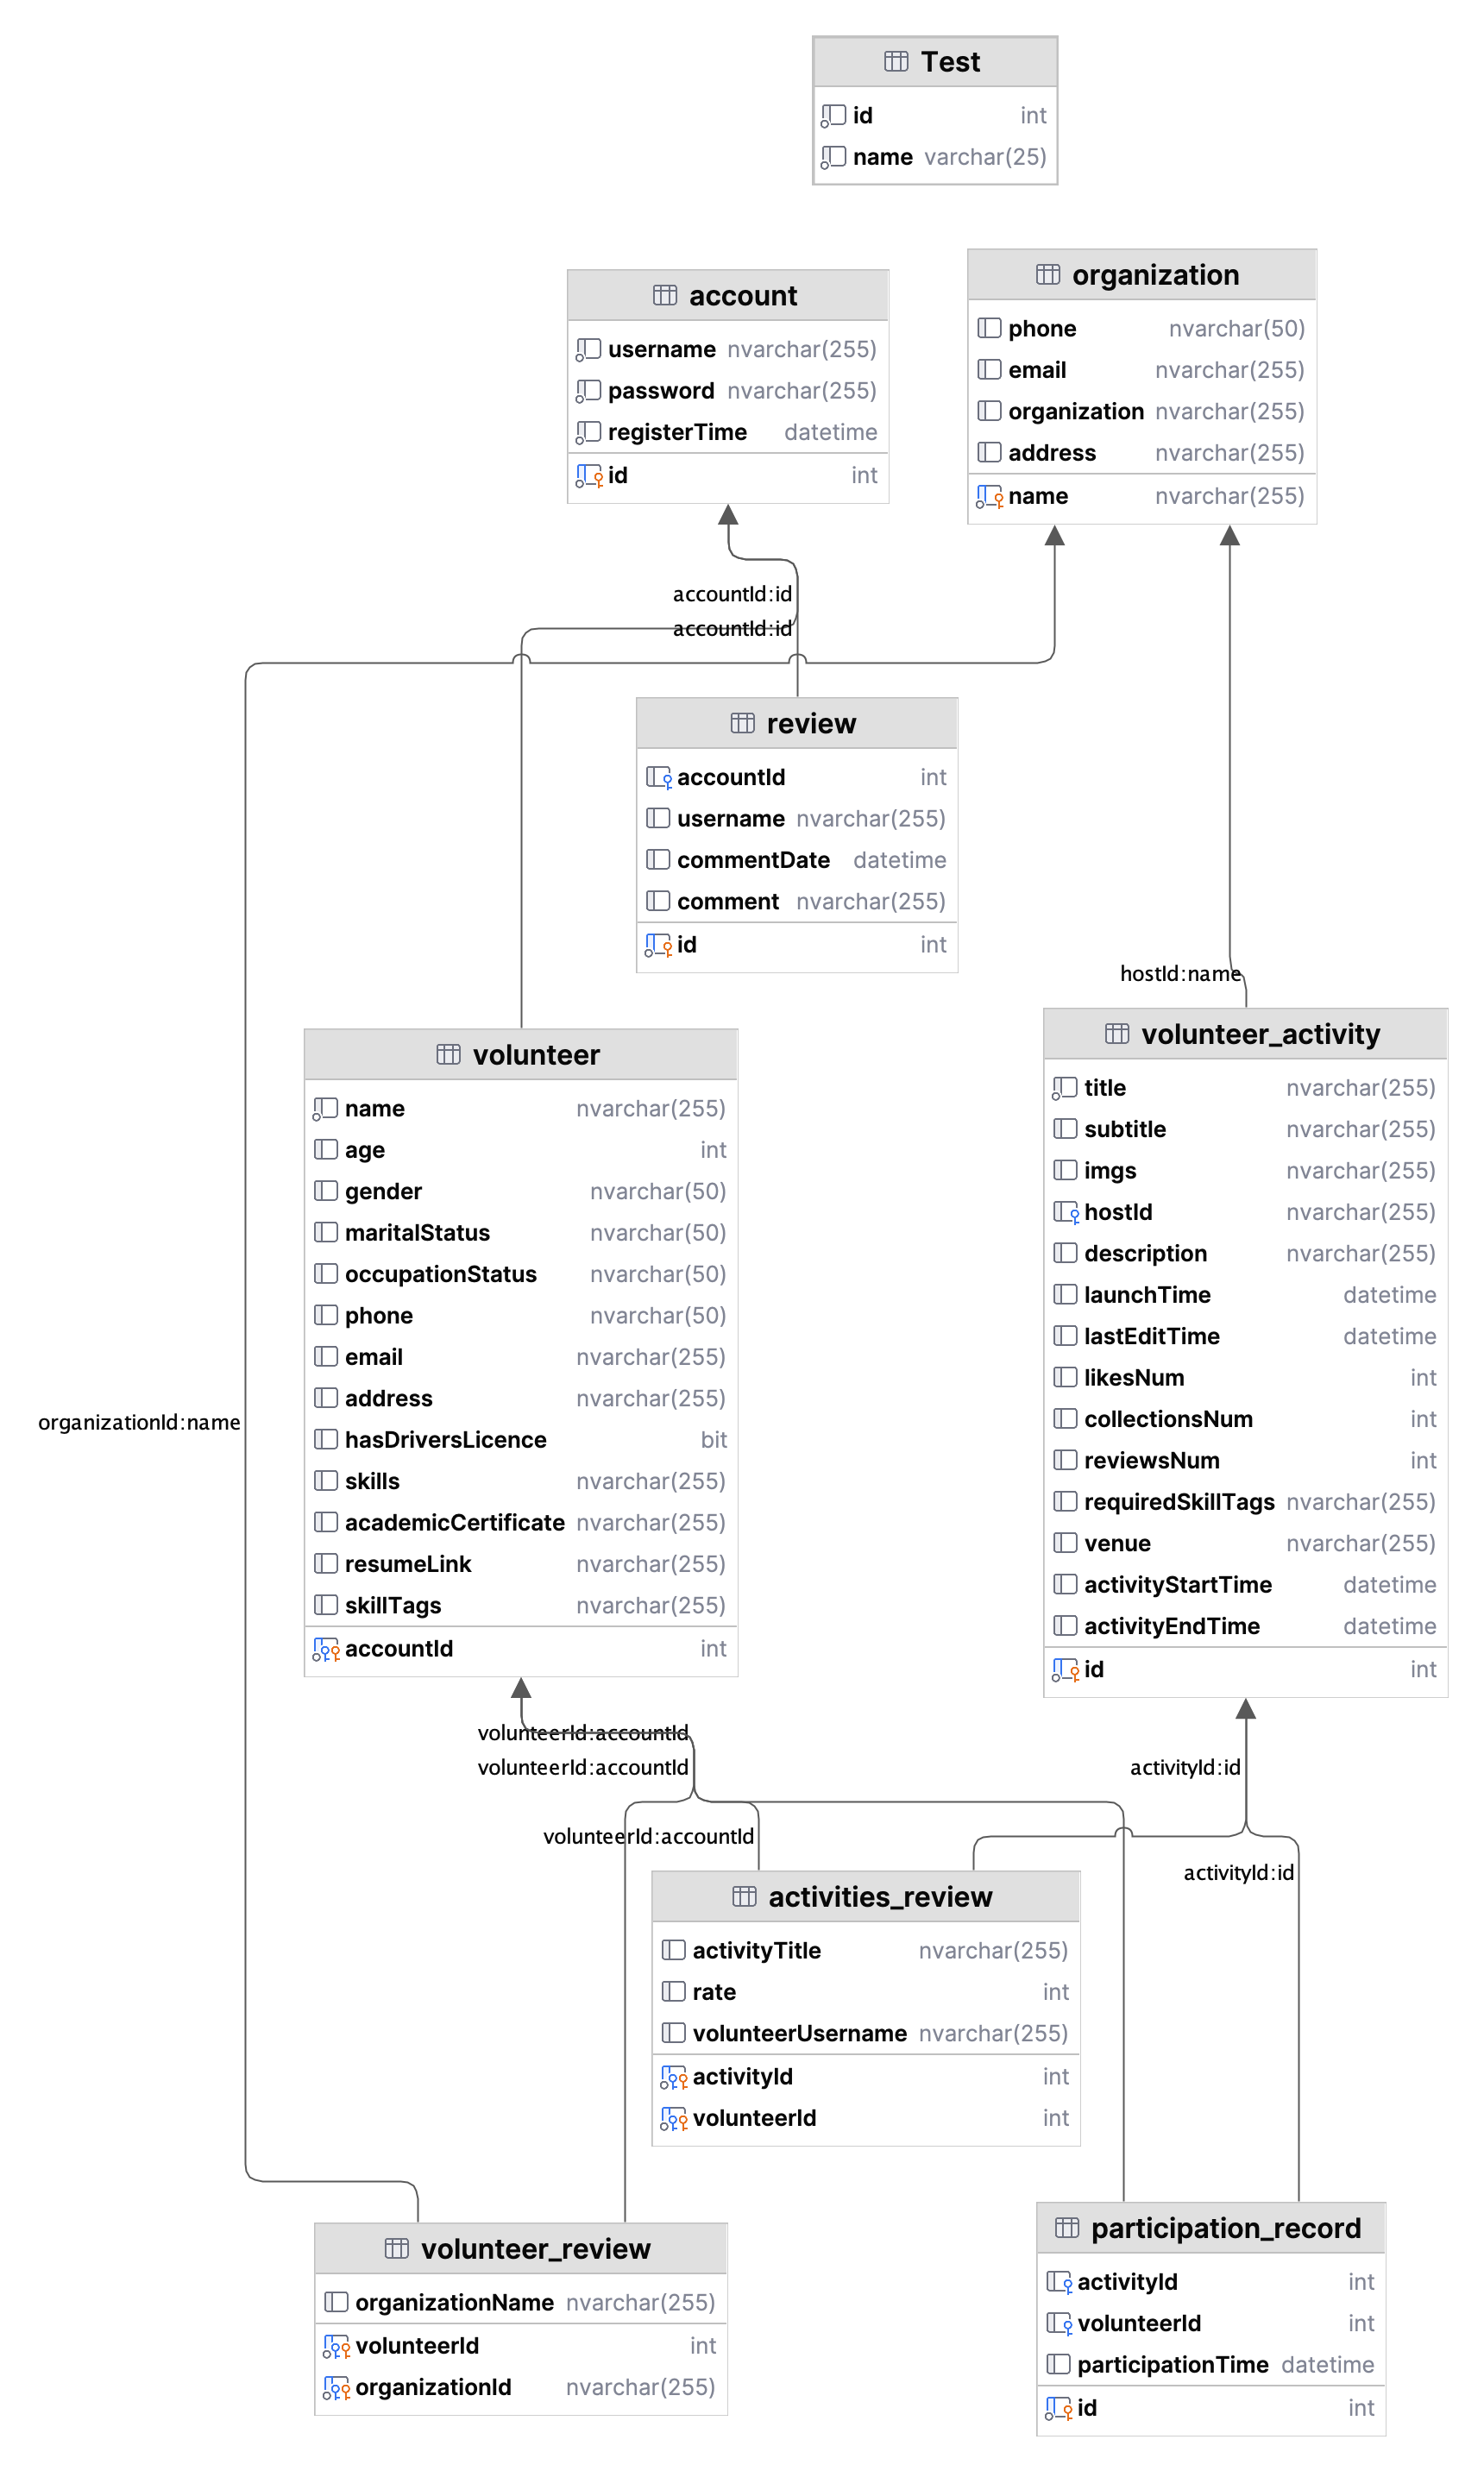 Test
id int
name varchar(25)
account
username nvarchar(255)
password nvarchar(255)
registerTime datetime
id int
organization
phone nvarchar(50)
email nvarchar(255)
organization nvarchar(255)
address nvarchar(255)
name nvarchar(255)
accountId:id
accountId:id
review
accountId int
username nvarchar(255)
commentDate datetime
comment nvarchar(255)
id int
hostId:name
volunteer
name nvarchar(255)
age int
gender nvarchar(50)
maritalStatus nvarchar(50)
occupationStatus nvarchar(50)
phone nvarchar(50)
email nvarchar(255)
address nvarchar(255)
hasDriversLicence bit
skills nvarchar(255)
academicCertificate nvarchar(255)
resumeLink nvarchar(255)
skillTags nvarchar(255)
accountId int
volunteer_activity
title nvarchar(255)
subtitle nvarchar(255)
imgs nvarchar(255)
hostId nvarchar(255)
description nvarchar(255)
launchTime datetime
lastEditTime datetime
likesNum int
collectionsNum int
reviewsNum int
requiredSkillTags nvarchar(255)
venue nvarchar(255)
activityStartTime datetime
activityEndTime datetime
id int
organizationId:name
volunteerId:accountId
volunteerId:accountId
activityId:id
volunteerId:accountId
activityId:id
activities_review
activityTitle nvarchar(255)
rate int
volunteerUsername nvarchar(255)
activityId int
volunteerId int
volunteer_review
organizationName nvarchar(255)
volunteerId int
organizationId nvarchar(255)
participation_record
activityId int
volunteerId int
participationTime datetime
id int